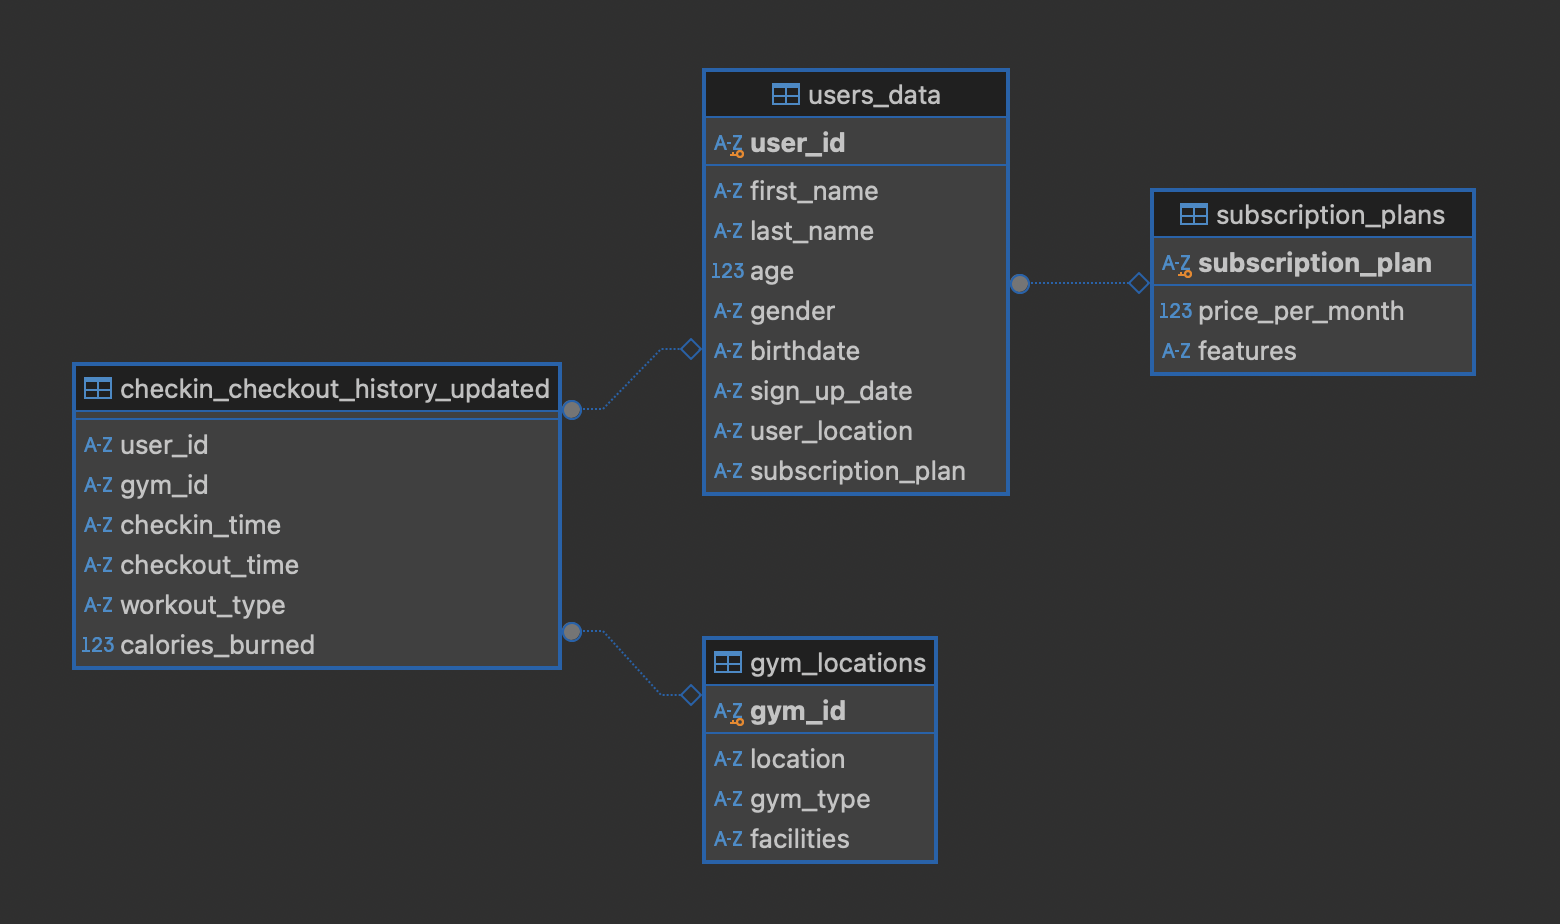 users_data
A-Z user_id
A-Z first_name
A-Z last_name
123 age
A-Z gender
A-Z birthdate
A-Z sign_up_date
A-Z user_location
A-Z subscription_plan
subscription_plans
A-Z subscription_plan
123 price_per_month
A-Z features
checkin_checkout_history_updated
A-Z user_id
A-Z gym_id
A-Z checkin_time
A-Z checkout_time
A-Z workout_type
123 calories_burned
gym_locations
A-Z gym_id
A-Z location
A-Z gym_type
A-Z facilities